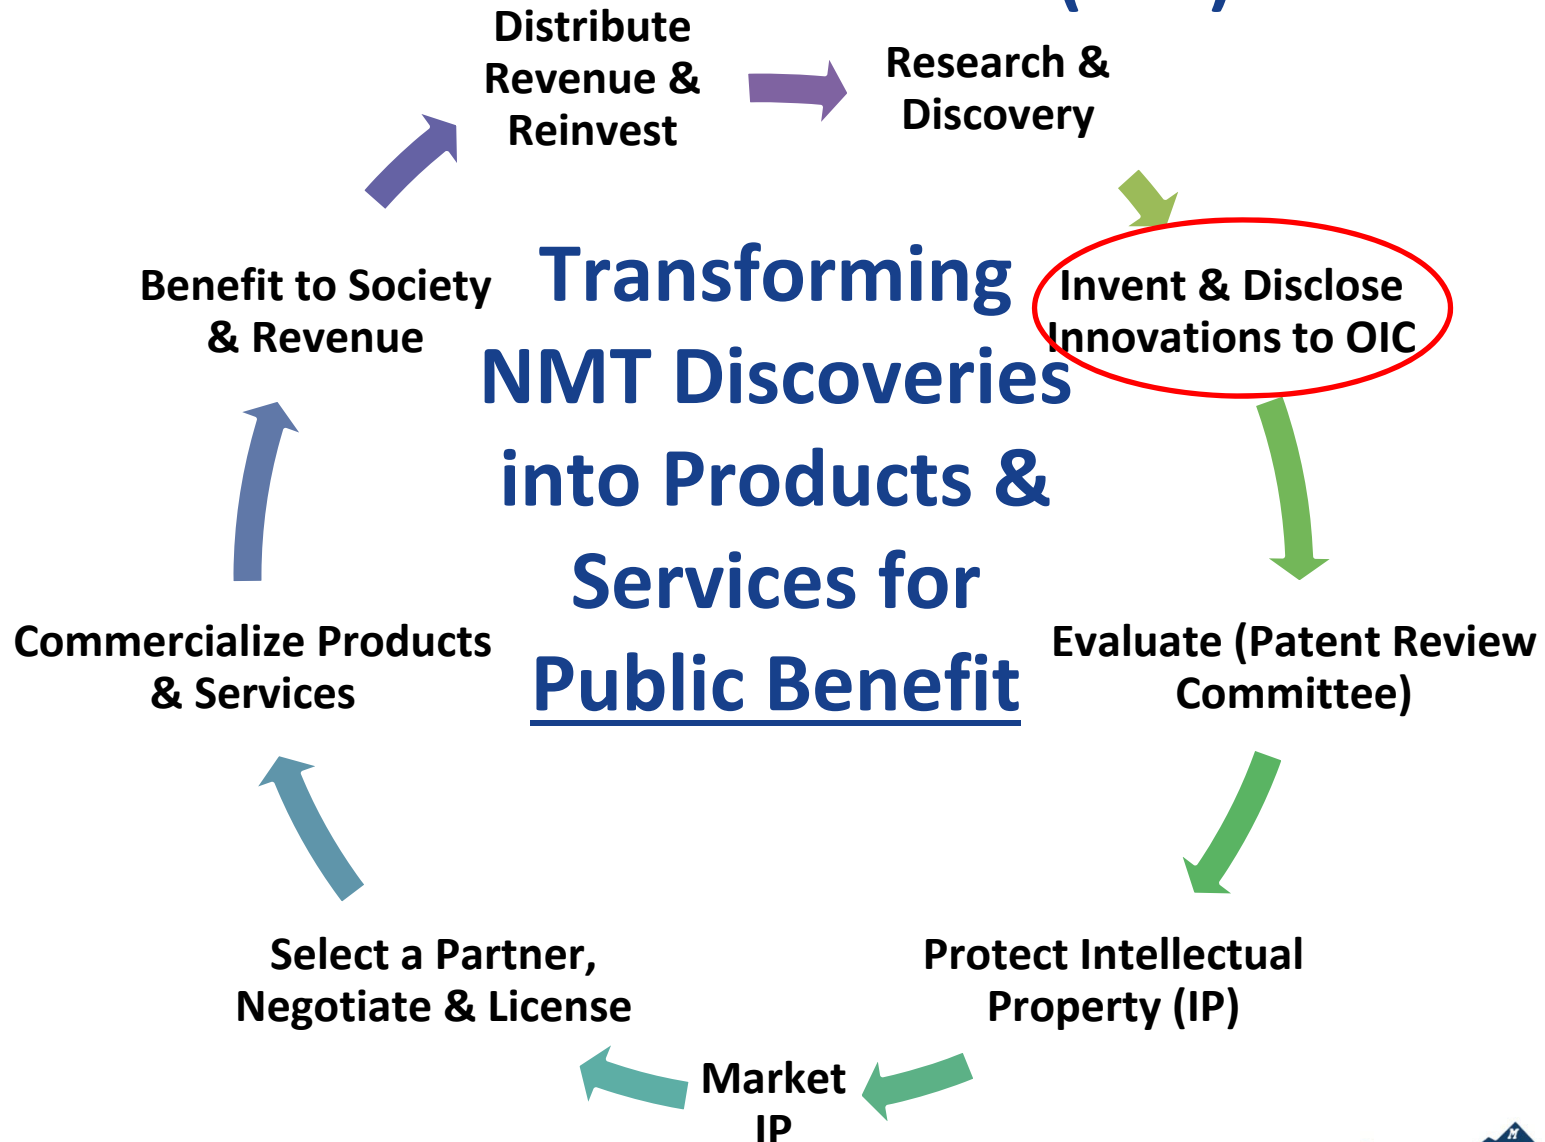 Distribute
Revenue &
Reinvest
Research &
Discovery
Invent & Disclose
Innovations to OIC
Evaluate (Patent Review
Committee)
Protect Intellectual
Property (IP)
Market
IP
Select a Partner,
Negotiate & License
Commercialize Products
& Services
Benefit to Society
& Revenue
Transforming
NMT Discoveries
into Products &
Services for
Public Benefit
M